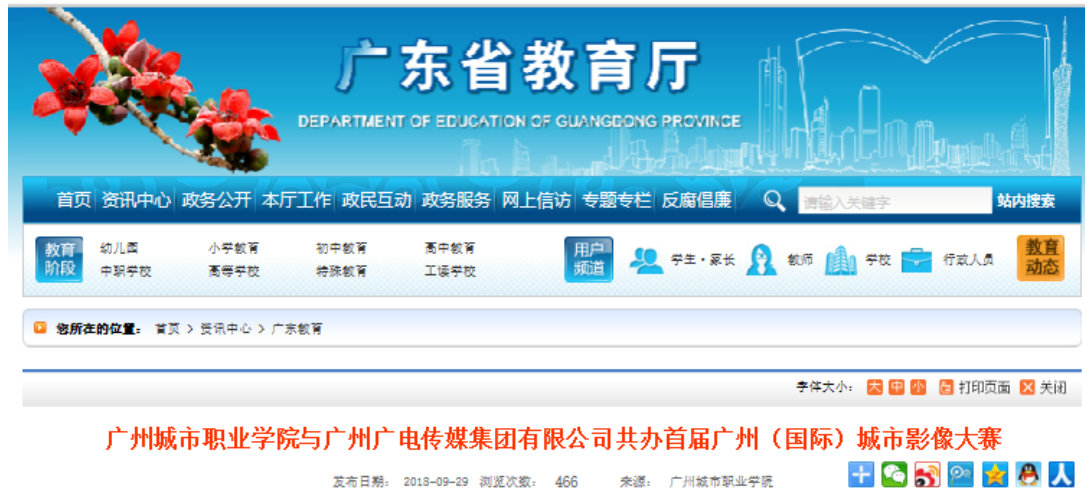 广东省教育厅
DEPARTMENT OF EDUCATION OF GUANGDONG PROVINCE
首页 资讯中心 政务公开 本厅工作 政民互动 政务服务 网上信访 专题专栏 反腐倡廉 请输入关键字 站内搜索
教育阶段 幼儿园 小学教育 初中教育 高中教育 用户频道 学生·家长 教师 学校 行政人员 教育动态
中职学校 高等学校 特殊教育 工读学校
您所在的位置： 首页 > 资讯中心 > 广东教育
字体大小： 大 中 小 打印页面 关闭
广州城市职业学院与广州广电传媒集团有限公司共办首届广州（国际）城市影像大赛
发布日期： 2018-09-29 浏览次数： 466 来源： 广州城市职业学院